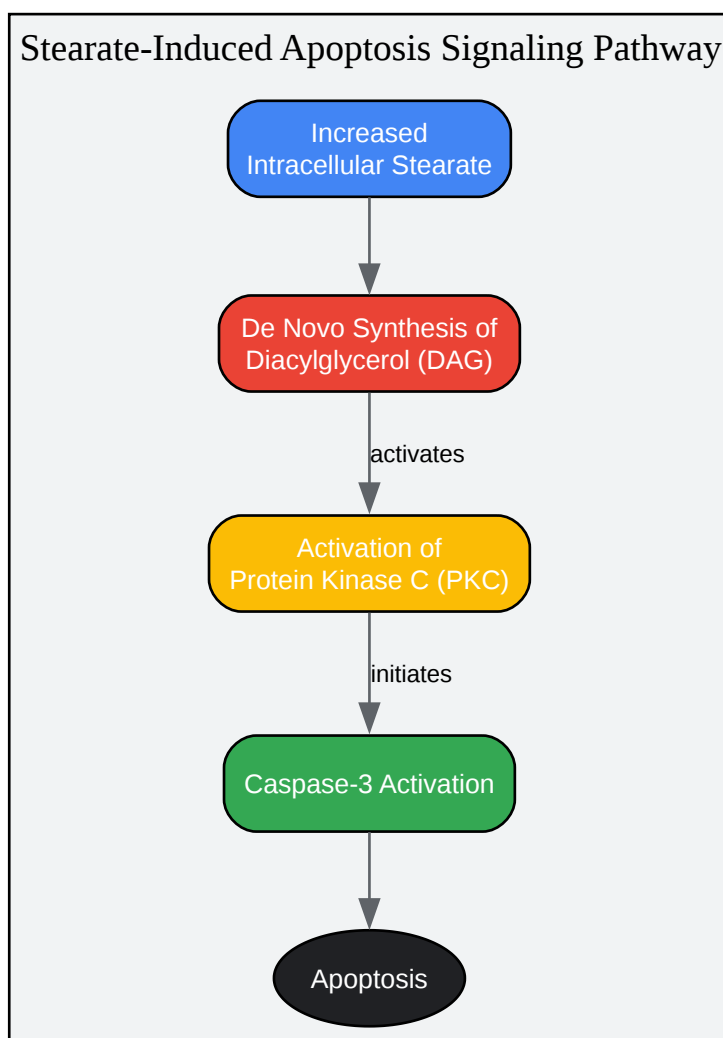 Stearate-Induced Apoptosis Signaling Pathway
Increased
Intracellular Stearate
De Novo Synthesis of
Diacylglycerol (DAG)
activates
Activation of
Protein Kinase C (PKC)
initiates
Caspase-3 Activation
Apoptosis